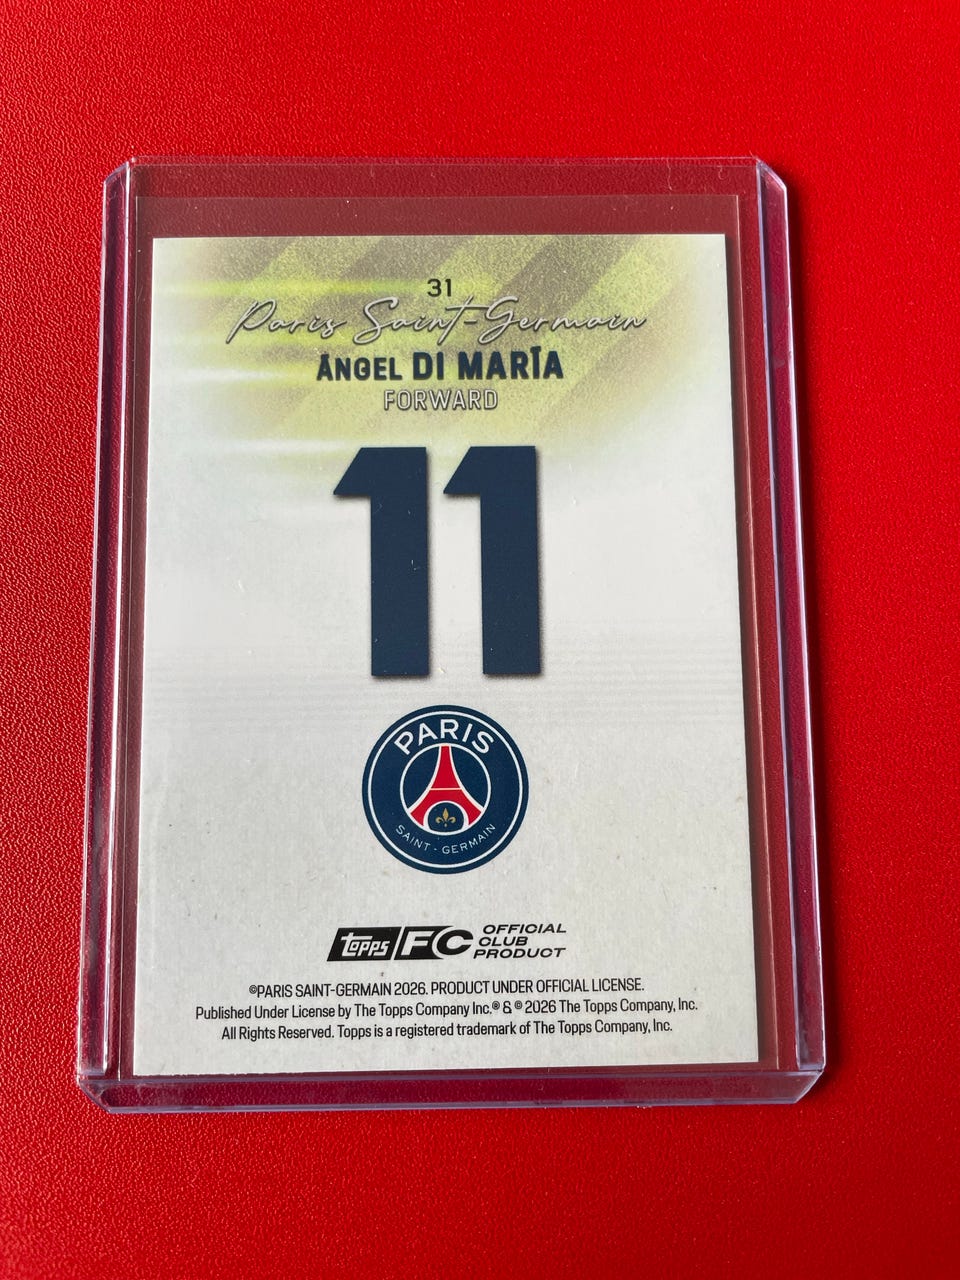 31
Paris Saint-Germain
ÁNGEL DI MARÍA
FORWARD
11
PARIS
SAINT - GERMAIN
topps FC OFFICIAL
CLUB
PRODUCT
©PARIS SAINT-GERMAIN 2026. PRODUCT UNDER OFFICIAL LICENSE.
Published Under License by The Topps Company Inc.® & © 2026 The Topps Company, Inc.
All Rights Reserved. Topps is a registered trademark of The Topps Company, Inc.